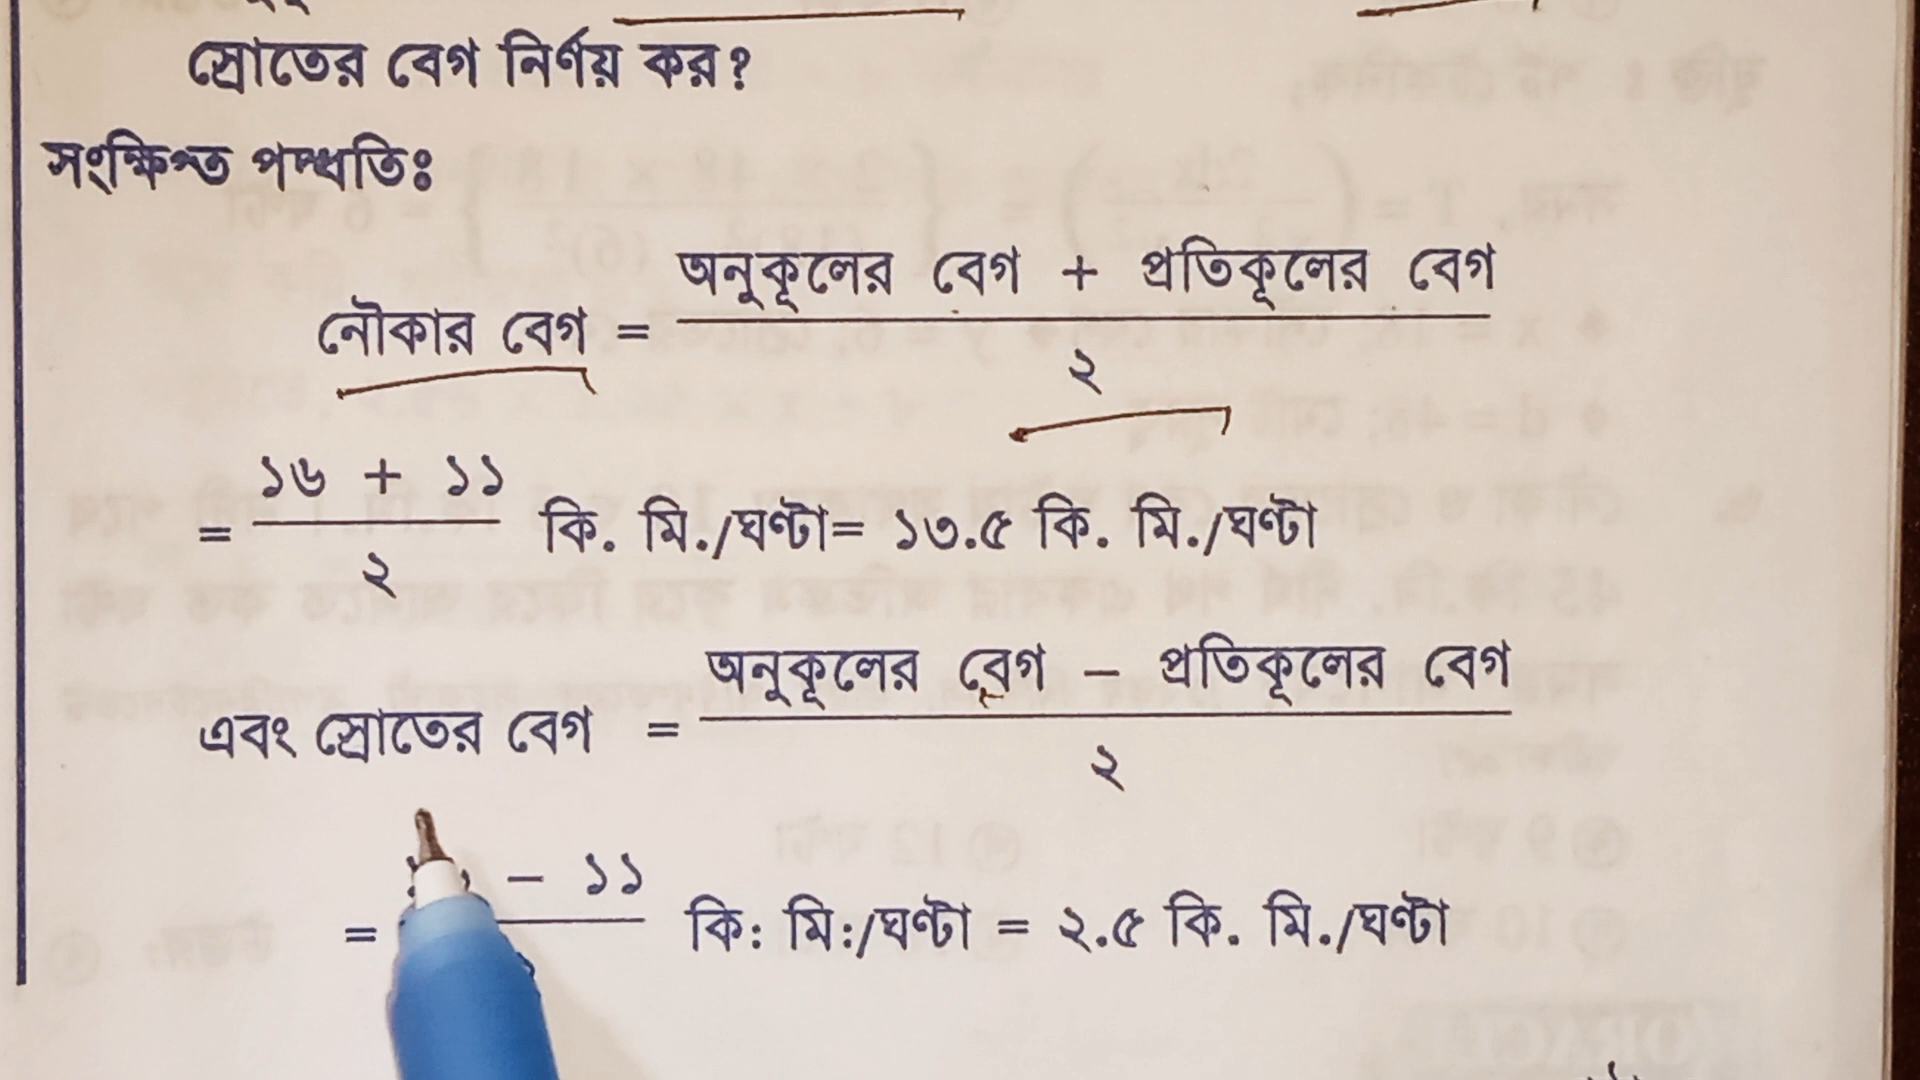 স্রোতের বেগ নির্ণয় কর?
সংক্ষিপ্ত পদ্ধতিঃ
নৌকার বেগ = অনুকূলের বেগ + প্রতিকূলের বেগ
২
= ১৬ + ১১
২
কি. মি./ঘণ্টা= ১৩.৫ কি. মি./ঘণ্টা
এবং স্রোতের বেগ = অনুকূলের বেগ – প্রতিকূলের বেগ
২
= – ১১
কি: মি:/ঘণ্টা = ২.৫ কি. মি./ঘণ্টা